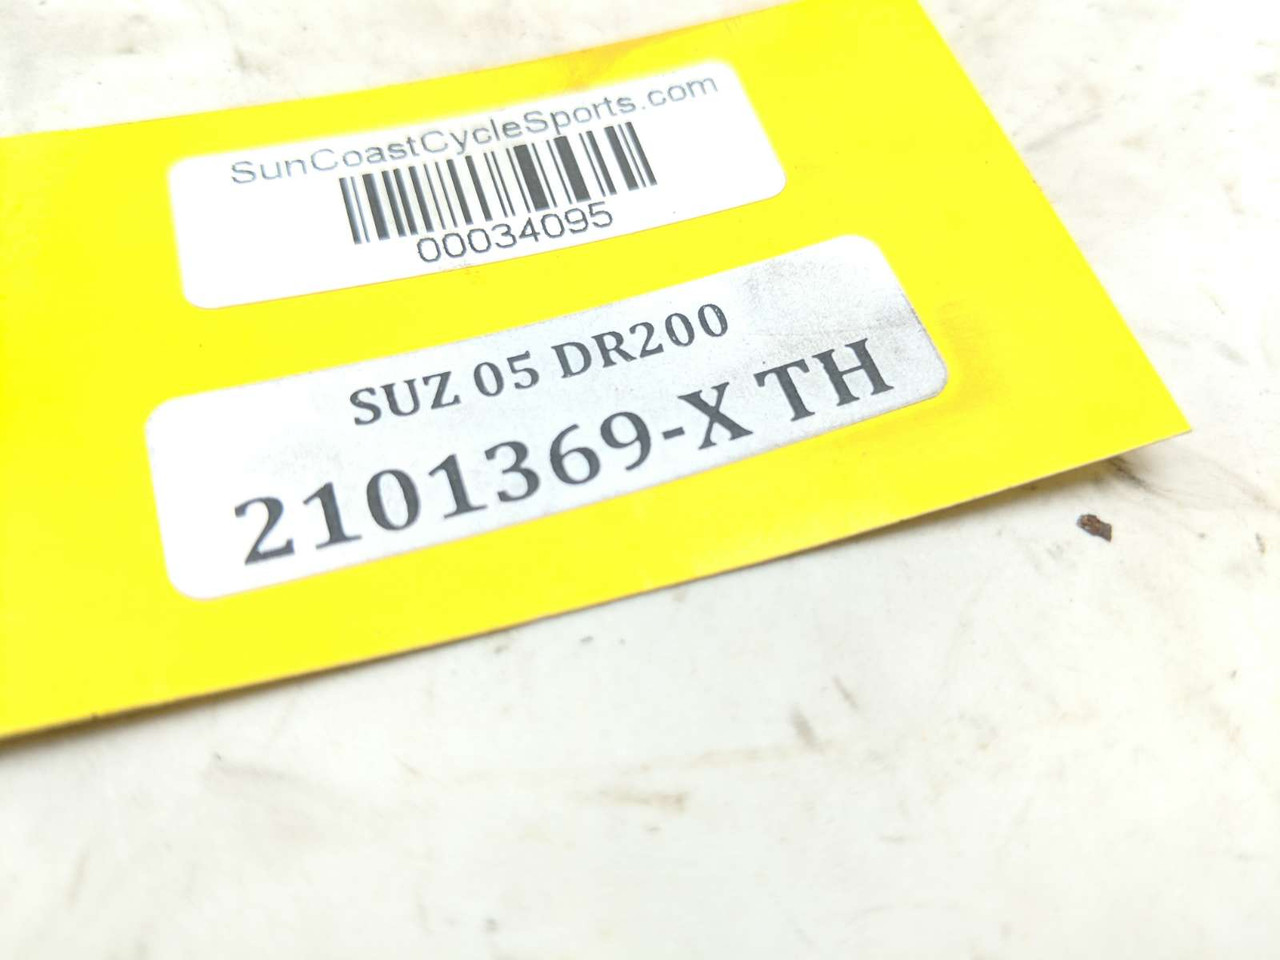 SunCoastCycleSports.com
00034095
SUZ 05 DR200
2101369-X TH